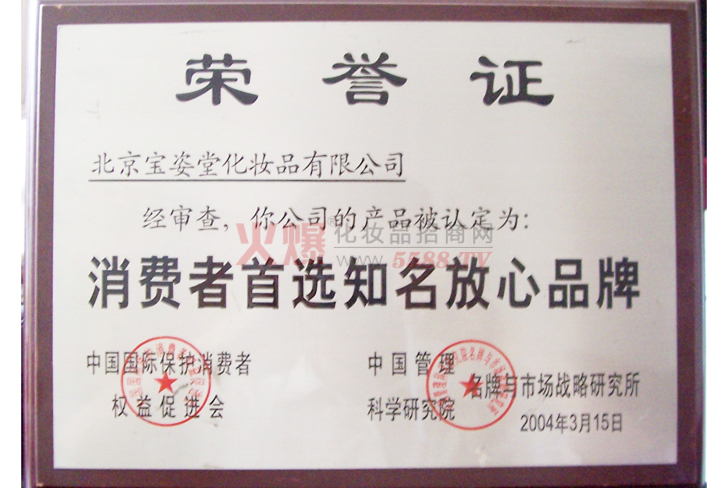 荣誉证
北京宝姿堂化妆品有限公司
经审查，你公司的产品被认定为：
火爆化妆品招商网
www.5588.TV
消费者首选知名放心品牌
中国国际保护消费者
权益促进会
中国管理
科学研究院
名牌与市场战略研究所
2004年3月15日